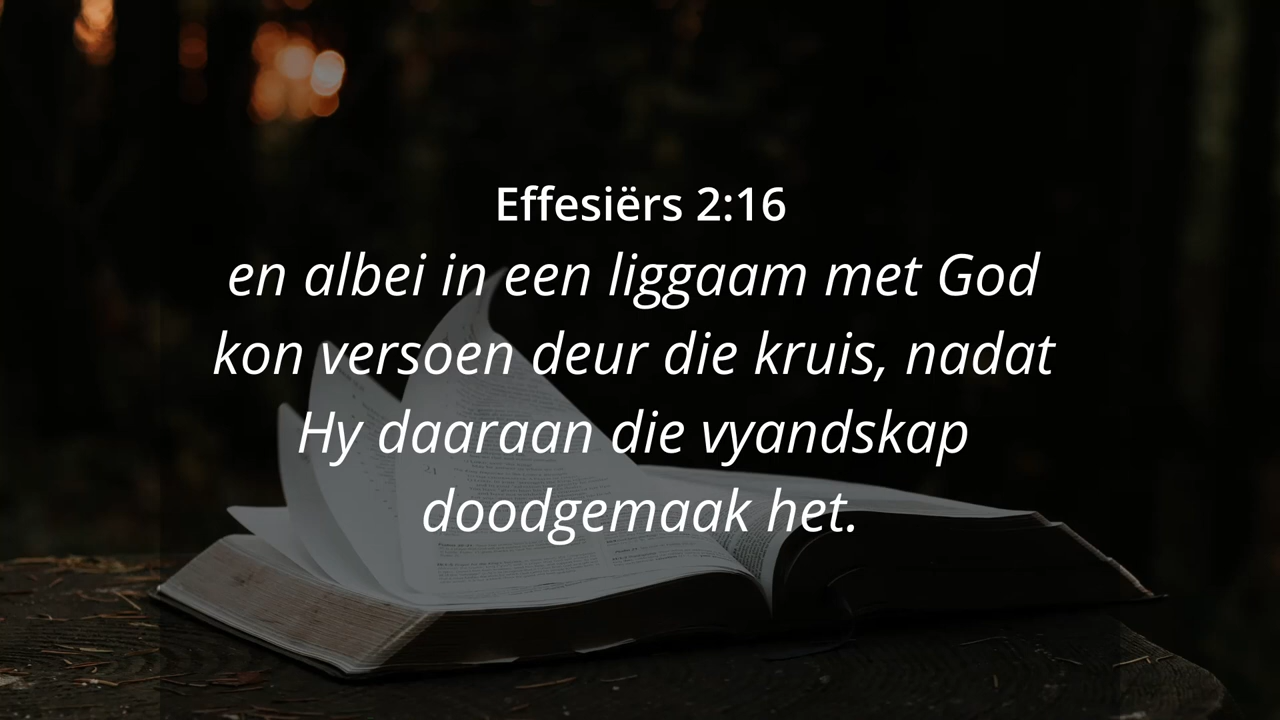 Effesiërs 2:16
en albei in een liggaam met God
kon versoen deur die kruis, nadat
Hy daaraan die vyandskap
doodgemaak het.